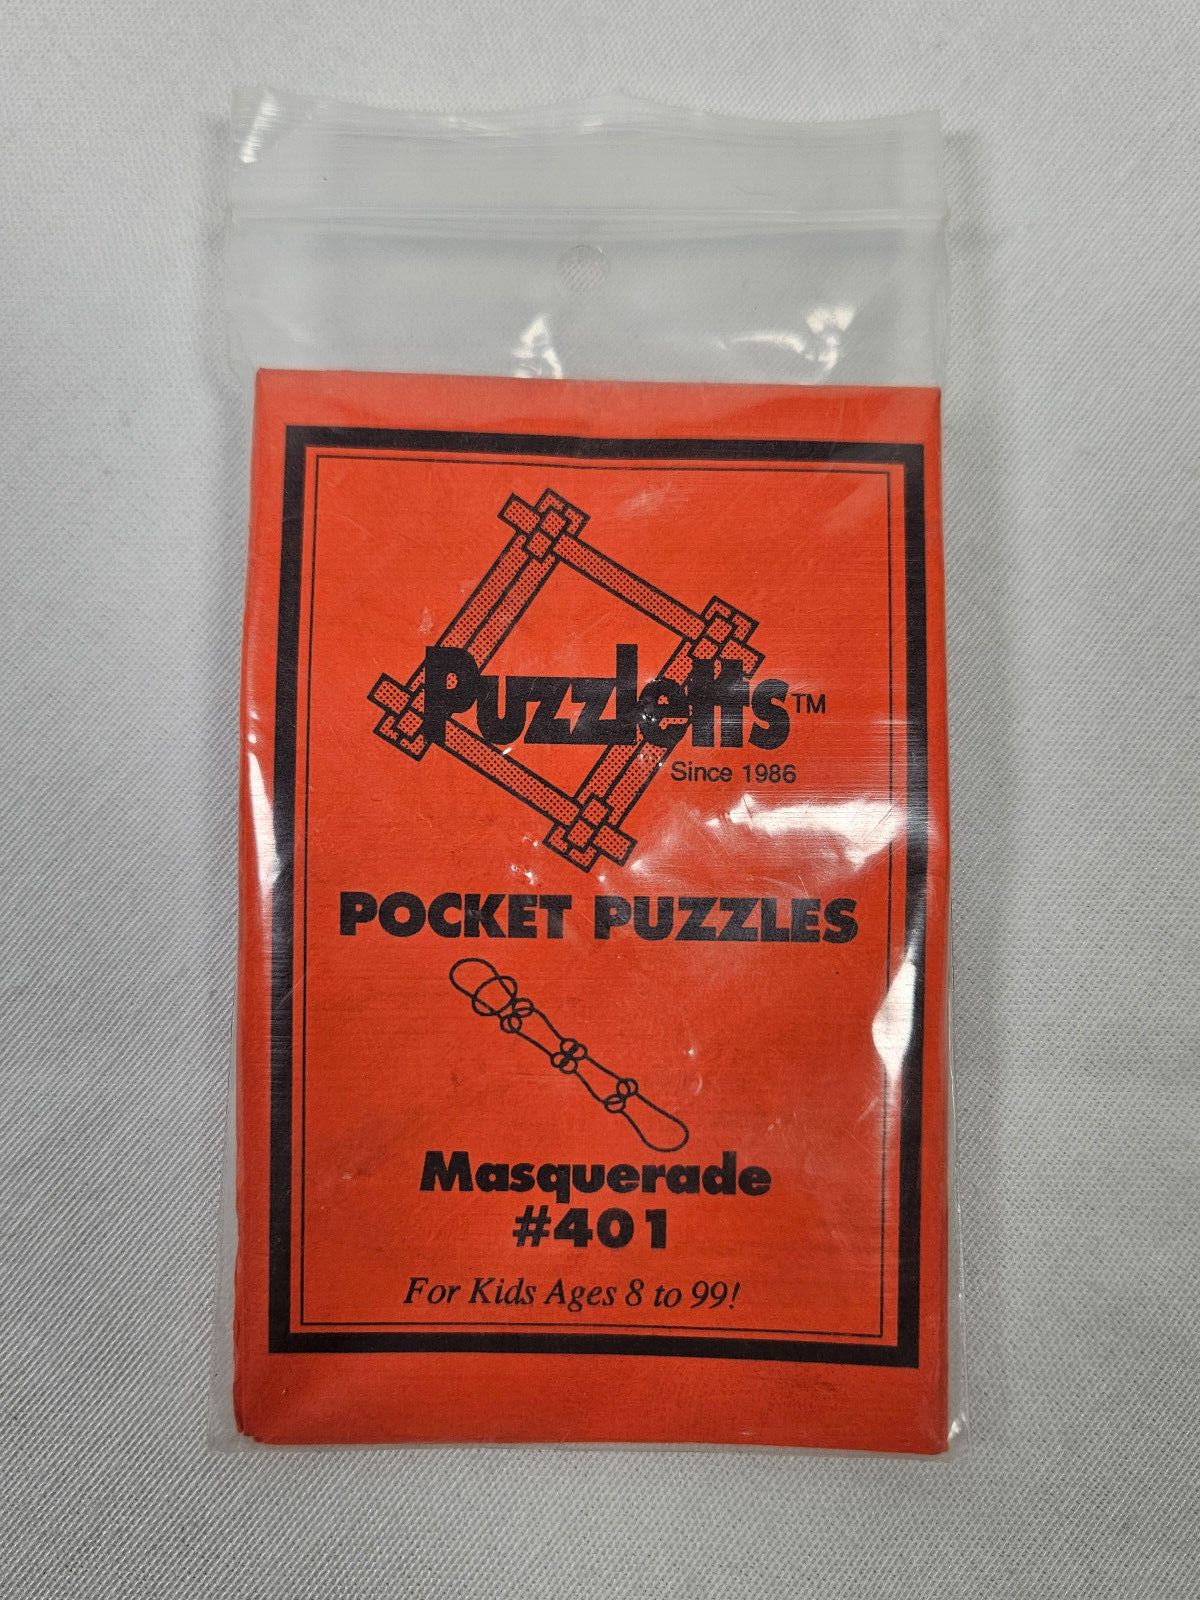 Puzzletts™
Since 1986
POCKET PUZZLES
Masquerade
#401
For Kids Ages 8 to 99!